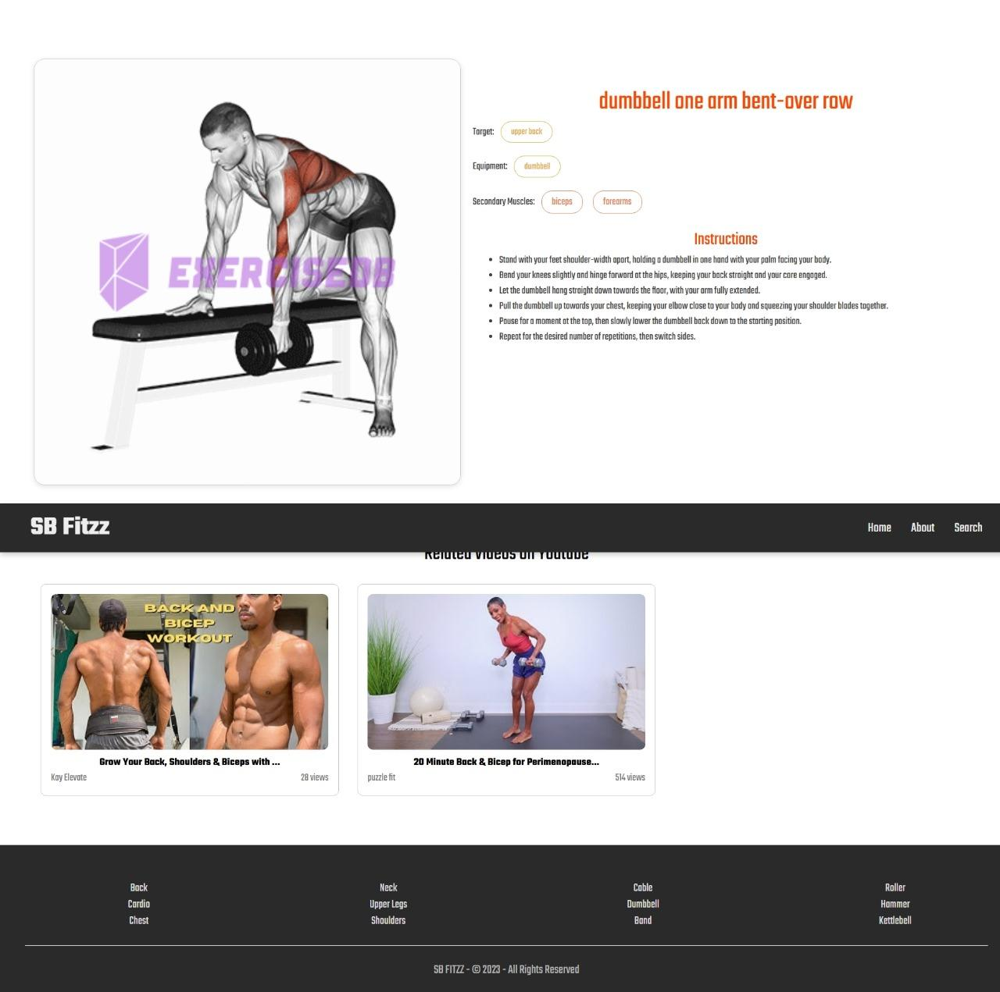 dumbbell one arm bent-over row
Target: upper back
Equipment: dumbbell
Secondary Muscles: biceps forearms
Instructions
Stand with your feet shoulder-width apart, holding a dumbbell in one hand with your palm facing your body.
Bend your knees slightly and hinge forward at the hips, keeping your back straight and your core engaged.
Let the dumbbell hang straight down towards the floor, with your arm fully extended.
Pull the dumbbell up towards your chest, keeping your elbow close to your body and squeezing your shoulder blades together.
Pause for a moment at the top, then slowly lower the dumbbell back down to the starting position.
Repeat for the desired number of repetitions, then switch sides.
EXERCISEDB
SB Fitzz Home About Search
Related Videos on Youtube
BACK AND
BICEP
WORKOUT
Grow Your Back, Shoulders & Biceps with ...
Kay Elevate 28 views
20 Minute Back & Bicep for Perimenopause...
puzzle fit 514 views
Back Neck Cable Roller
Cardio Upper Legs Dumbbell Hammer
Chest Shoulders Band Kettlebell
SB FITZZ - © 2023 - All Rights Reserved